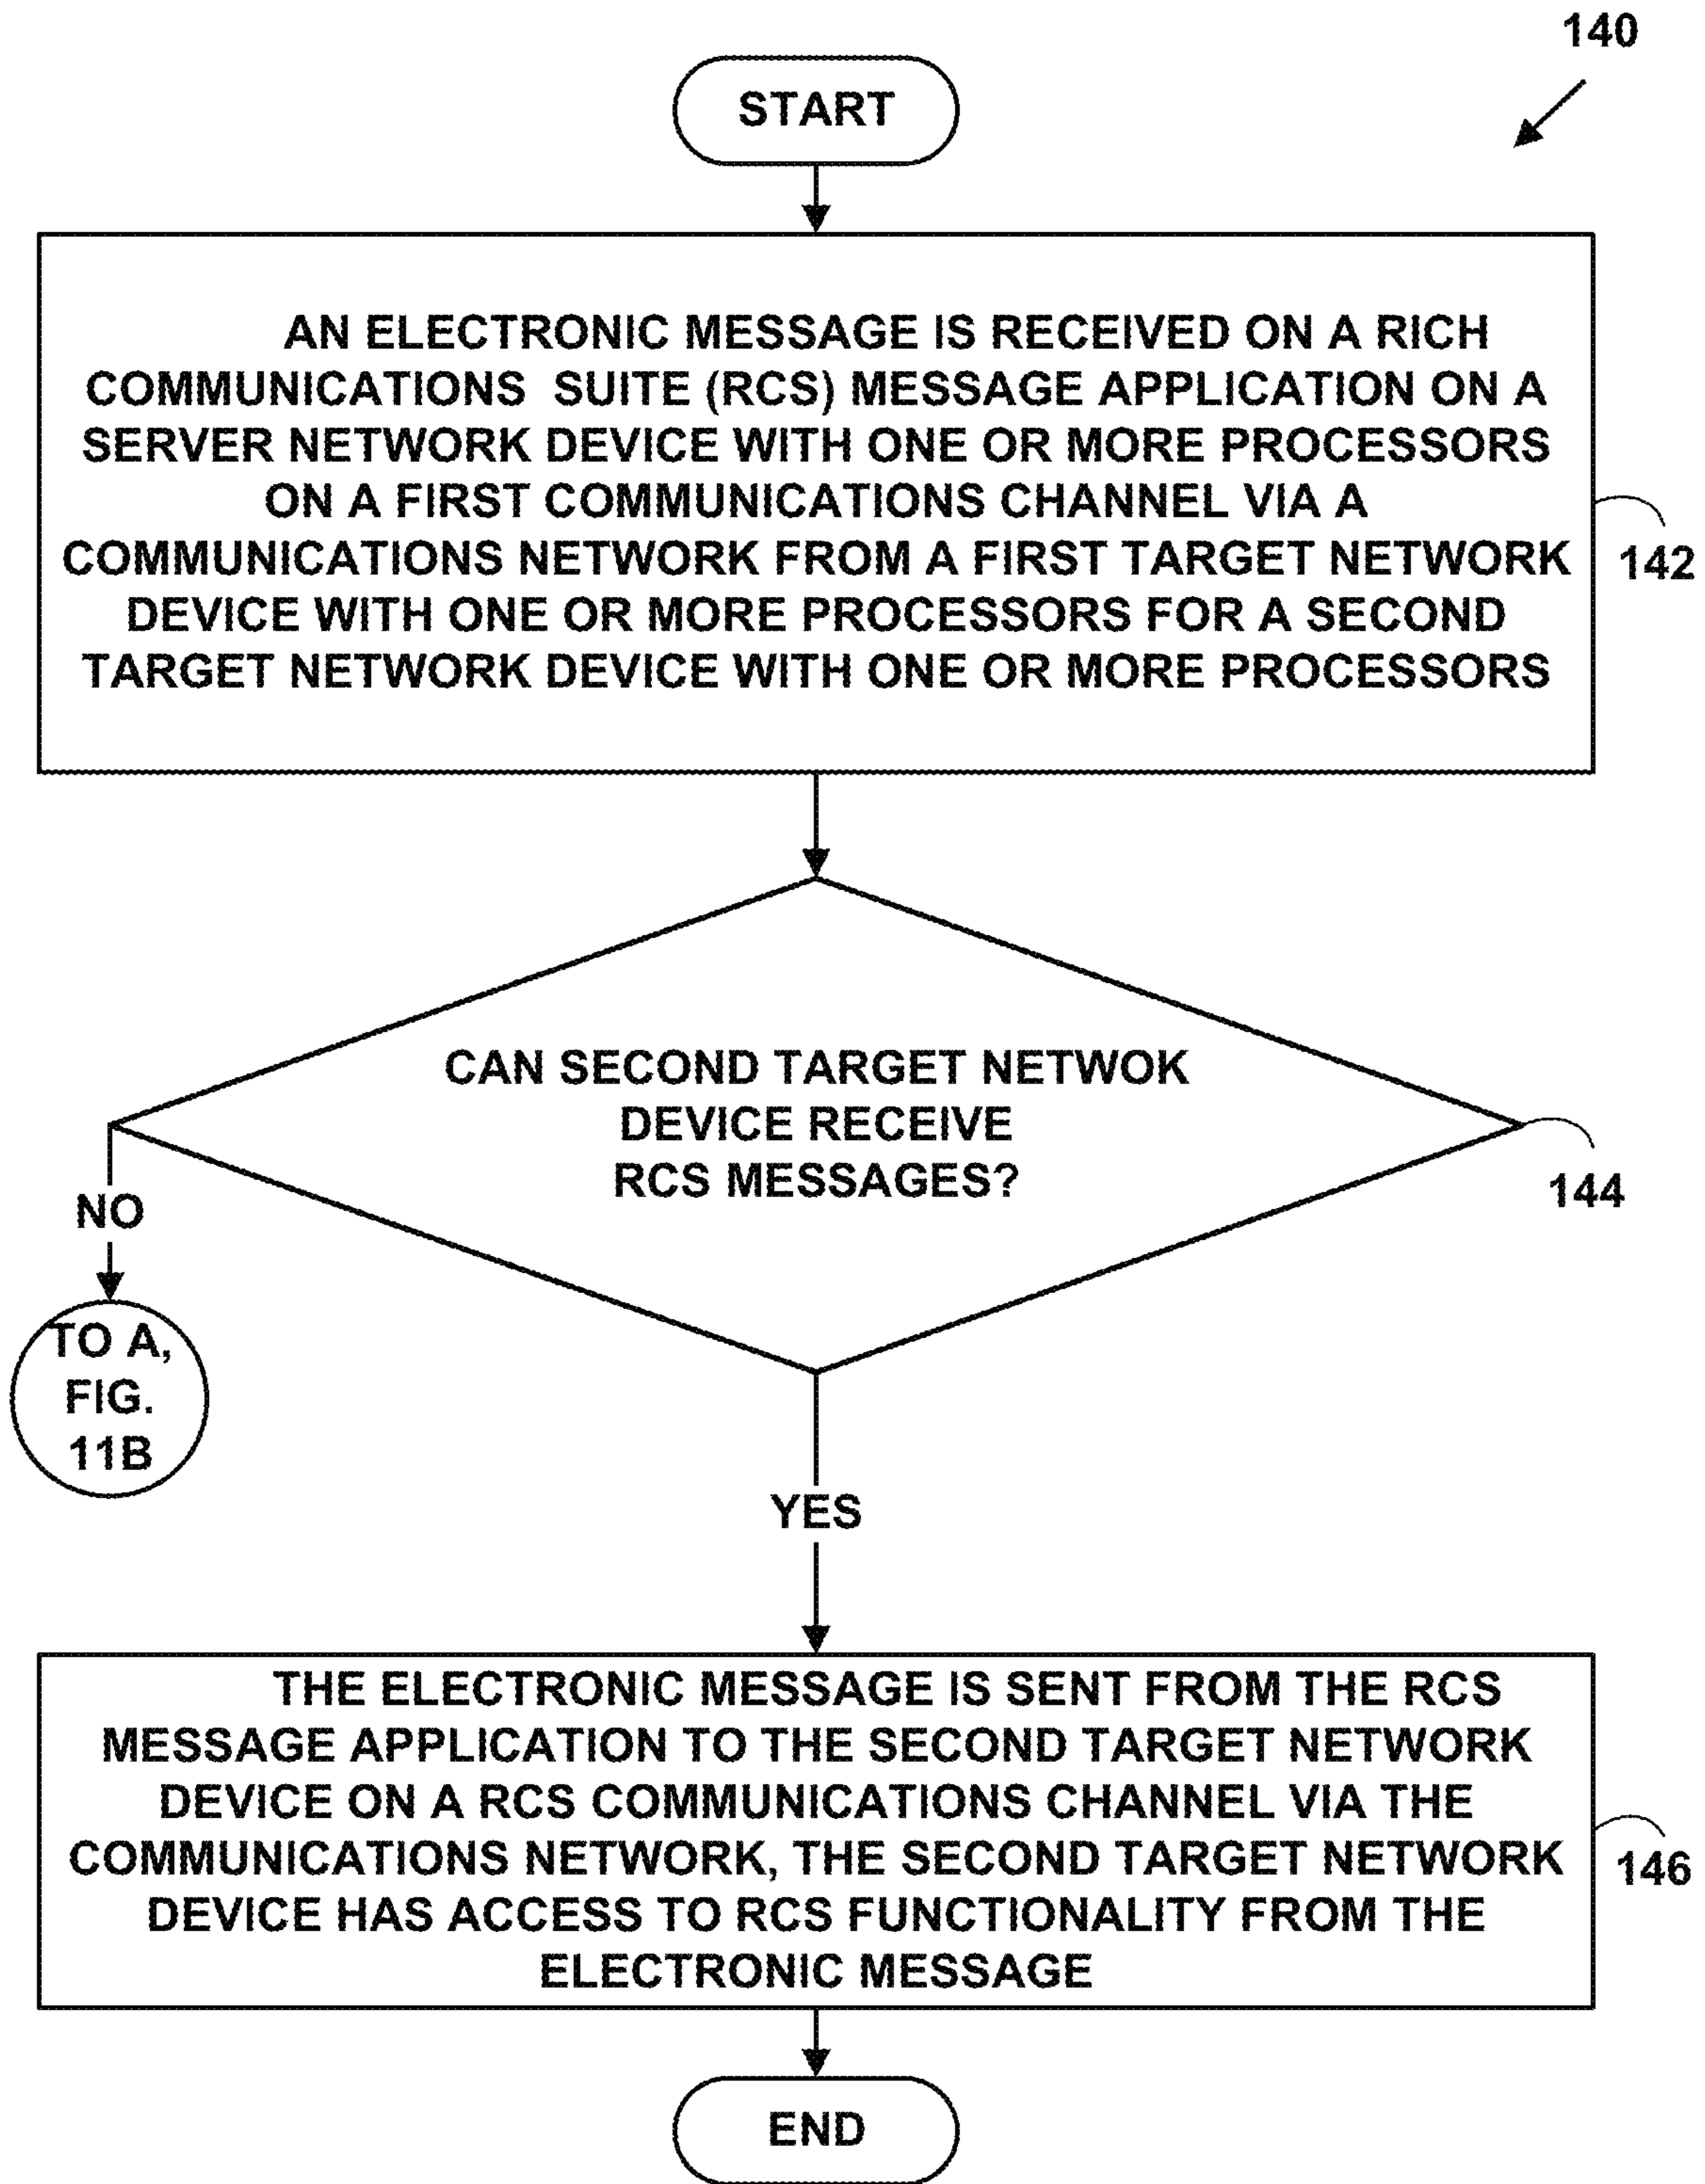 140
START
AN ELECTRONIC MESSAGE IS RECEIVED ON A RICH
COMMUNICATIONS SUITE (RCS) MESSAGE APPLICATION ON A
SERVER NETWORK DEVICE WITH ONE OR MORE PROCESSORS
ON A FIRST COMMUNICATIONS CHANNEL VIA A
COMMUNICATIONS NETWORK FROM A FIRST TARGET NETWORK
DEVICE WITH ONE OR MORE PROCESSORS FOR A SECOND
TARGET NETWORK DEVICE WITH ONE OR MORE PROCESSORS
142
CAN SECOND TARGET NETWOK
DEVICE RECEIVE
RCS MESSAGES?
144
NO
TO A,
FIG.
11B
YES
THE ELECTRONIC MESSAGE IS SENT FROM THE RCS
MESSAGE APPLICATION TO THE SECOND TARGET NETWORK
DEVICE ON A RCS COMMUNICATIONS CHANNEL VIA THE
COMMUNICATIONS NETWORK, THE SECOND TARGET NETWORK
DEVICE HAS ACCESS TO RCS FUNCTIONALITY FROM THE
ELECTRONIC MESSAGE
146
END